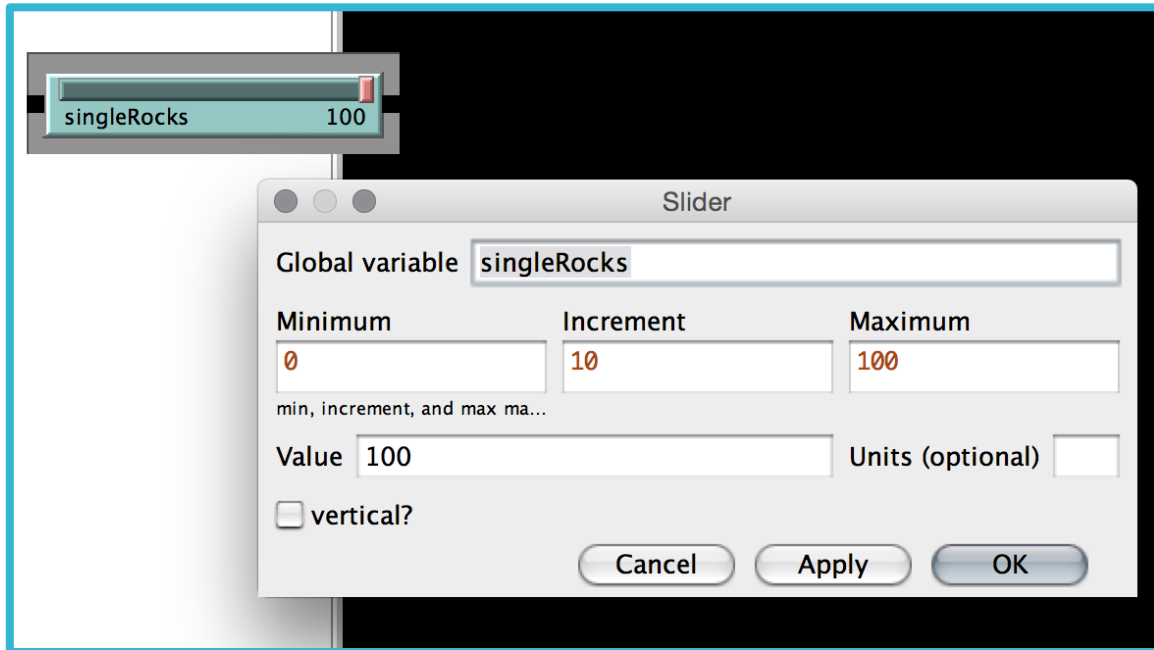 singleRocks 100
Slider
Global variable singleRocks
Minimum Increment Maximum
0 10 100
min, increment, and max ma...
Value 100 Units (optional)
vertical?
Cancel Apply OK